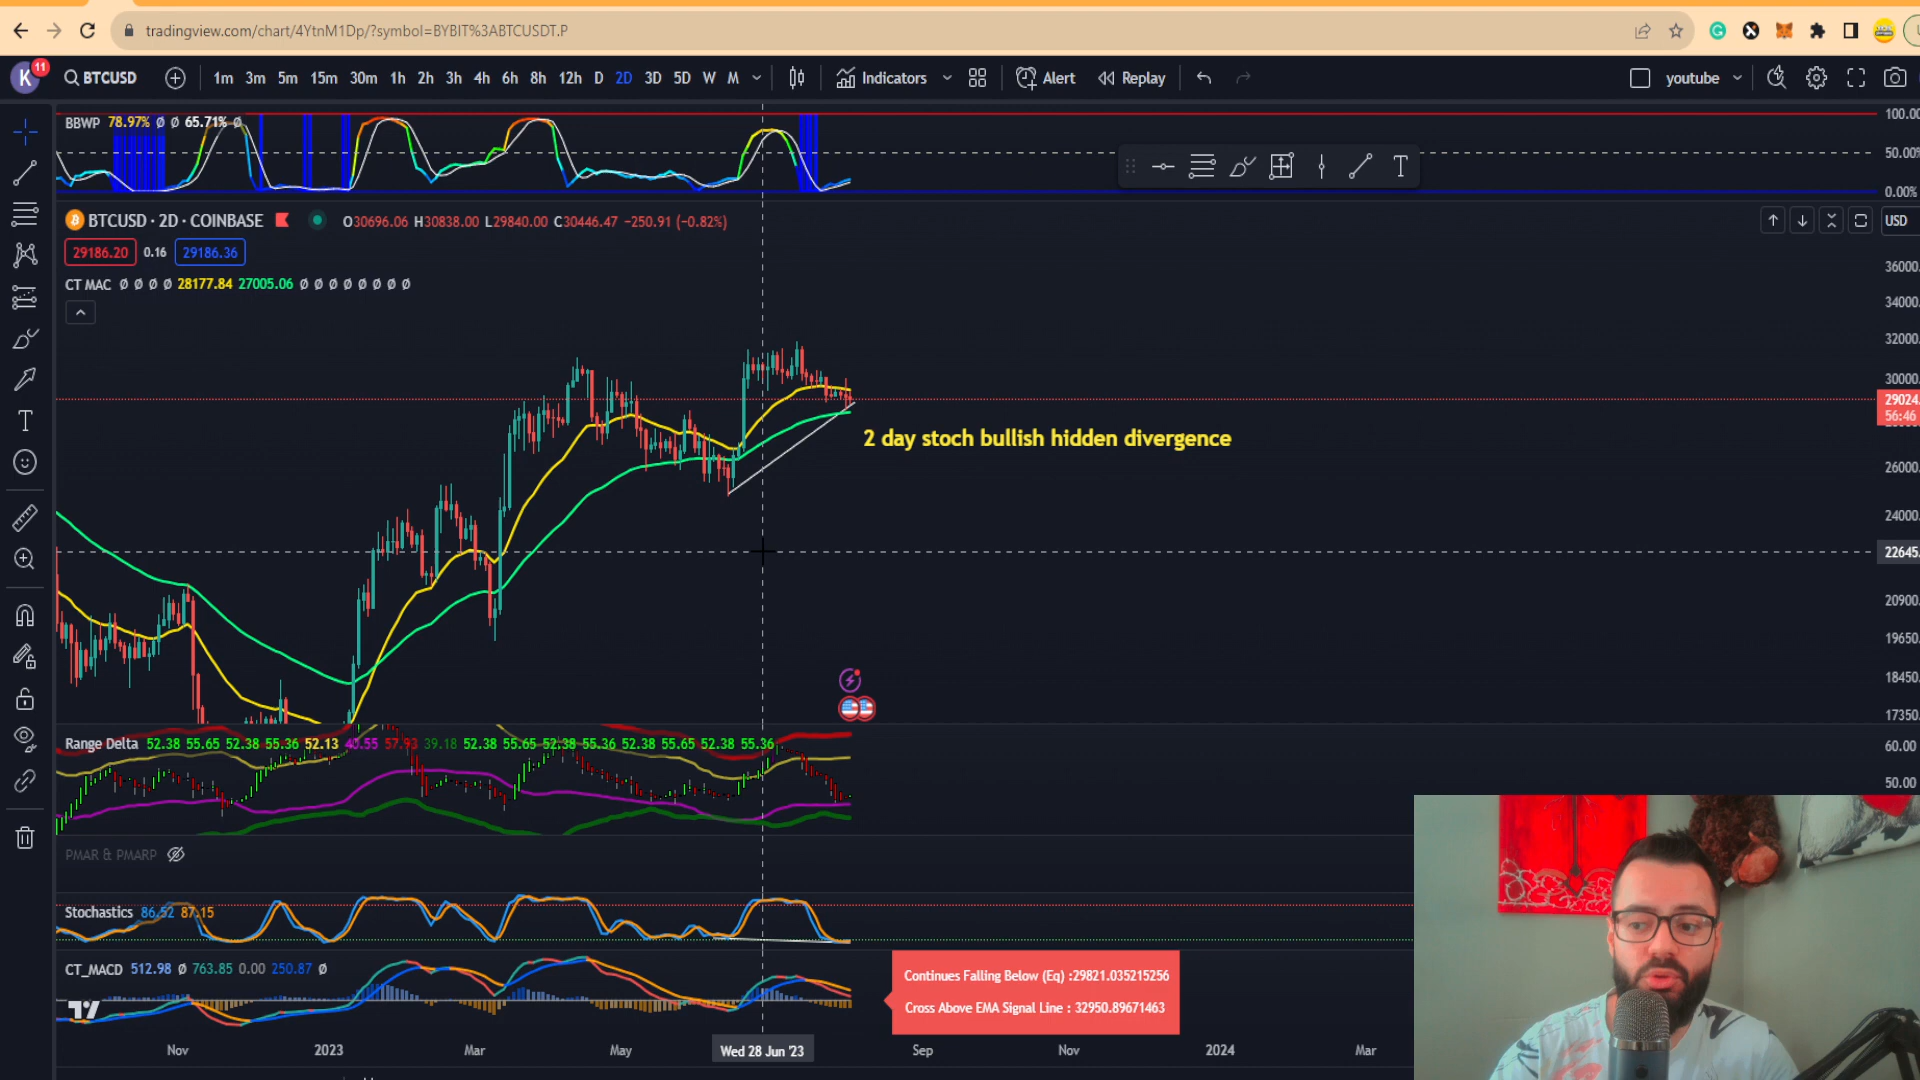 tradingview.com/chart/4YtnM1Dp/?symbol=BYBIT%3ABTCUSDT.P
K 11 BTCUSD 1m 3m 5m 15m 30m 1h 2h 3h 4h 6h 8h 12h D 2D 3D 5D W M Indicators Alert Replay youtube
BBWP 78.97% Ø Ø 65.71% Ø
100.00
50.00%
0.00%
T
BTCUSD · 2D · COINBASE O30696.06 H30838.00 L29840.00 C30446.47 −250.91 (−0.82%)
USD
29186.20 0.16 29186.36
CT MAC Ø Ø Ø Ø 28177.84 27005.06 Ø Ø Ø Ø Ø Ø Ø Ø
36000.
34000.
32000.
30000.
29024.
56:46
2 day stoch bullish hidden divergence
26000.
24000.
22645.
20900.
19650.
18450.
17350.
Range Delta 52.38 55.65 52.38 55.36 52.13 40.55 57.93 39.18 52.38 55.65 52.38 55.36 52.38 55.65 52.38 55.36
60.00
50.00
PMAR & PMARP
Stochastics 86.52 87.15
CT_MACD 512.98 Ø 763.85 0.00 250.87 Ø
Continues Falling Below (Eq) :29821.035215256
Cross Above EMA Signal Line : 32950.89671463
Nov 2023 Mar May Wed 28 Jun '23 Sep Nov 2024 Mar